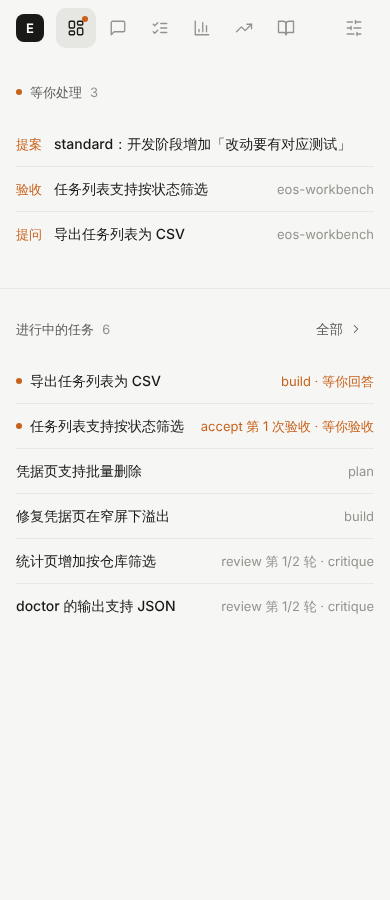 E
等你处理 3
提案 standard：开发阶段增加「改动要有对应测试」
验收 任务列表支持按状态筛选 eos-workbench
提问 导出任务列表为 CSV eos-workbench
进行中的任务 6 全部
导出任务列表为 CSV build · 等你回答
任务列表支持按状态筛选 accept 第 1 次验收 · 等你验收
凭据页支持批量删除 plan
修复凭据页在窄屏下溢出 build
统计页增加按仓库筛选 review 第 1/2 轮 · critique
doctor 的输出支持 JSON review 第 1/2 轮 · critique